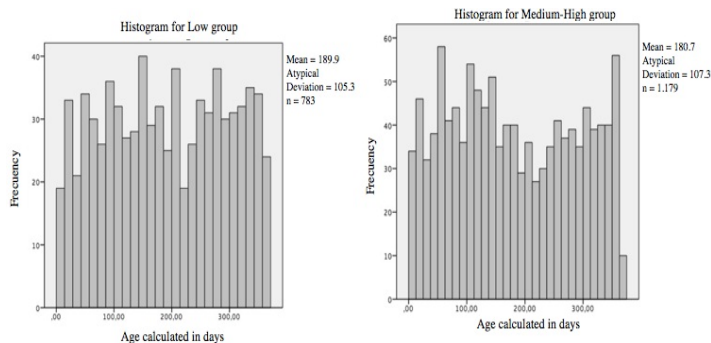 Histogram for Low group
Mean = 189.9
Atypical
Deviation = 105.3
n = 783
Frecuency
40
30
20
10
0
,00
100,00
200,00
300,00
Age calculated in days
Histogram for Medium-High group
Mean = 180.7
Atypical
Deviation = 107.3
n = 1.179
Frecuency
60
50
40
30
20
10
0
,00
100,00
200,00
300,00
Age calculated in days